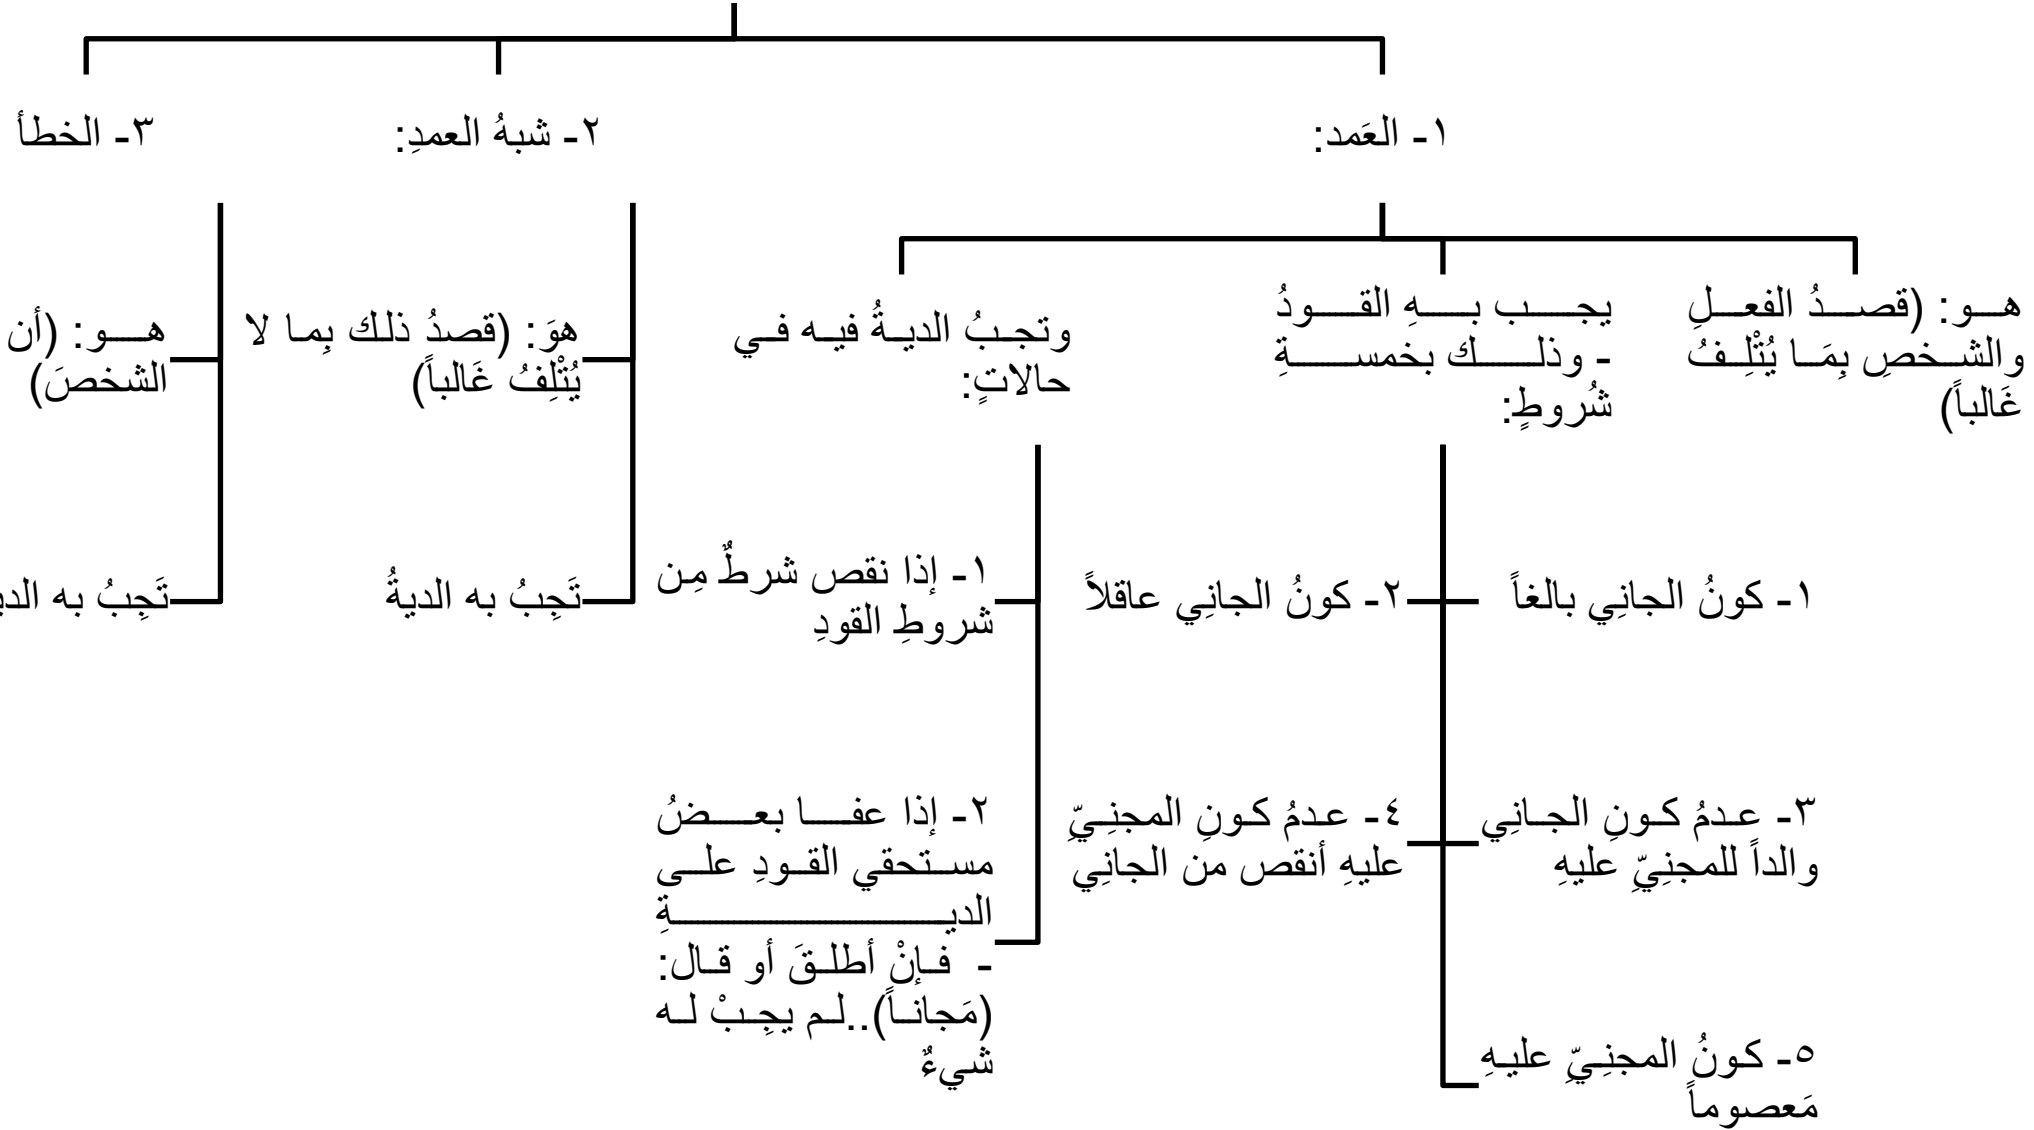 ١- العَمد:
٢- شبهُ العمدِ:
٣- الخطأ
هو: (قصدُ الفعلِ
والشخصِ بِمَا يُتْلِفُ
غَالباً)
يجب بهِ القودُ
- وذلك بخمسةِ
شُروطٍ:
وتجبُ الديةُ فيه في
حالاتٍ:
هوَ: (قصدُ ذلك بِما لا
يُتْلِفُ غَالباً)
هو: (أن
الشخصَ)
١- كونُ الجانِي بالغاً
٢- كونُ الجانِي عاقلاً
١- إذا نقص شرطٌ مِن
شروطِ القودِ
تَجِبُ به الديةُ
تَجِبُ به
٣- عدمُ كونِ الجانِي
والداً للمجنِيّ عليهِ
٤- عدمُ كونِ المجنِيّ
عليهِ أنقص من الجانِي
٢- إذا عفا بعضُ
مستحقي القودِ على
الديةِ
- فإنْ أطلقَ أو قال:
(مَجاناً)..لم يجِبْ له
شيءٌ
٥- كونُ المجنِيّ عليهِ
مَعصوماً